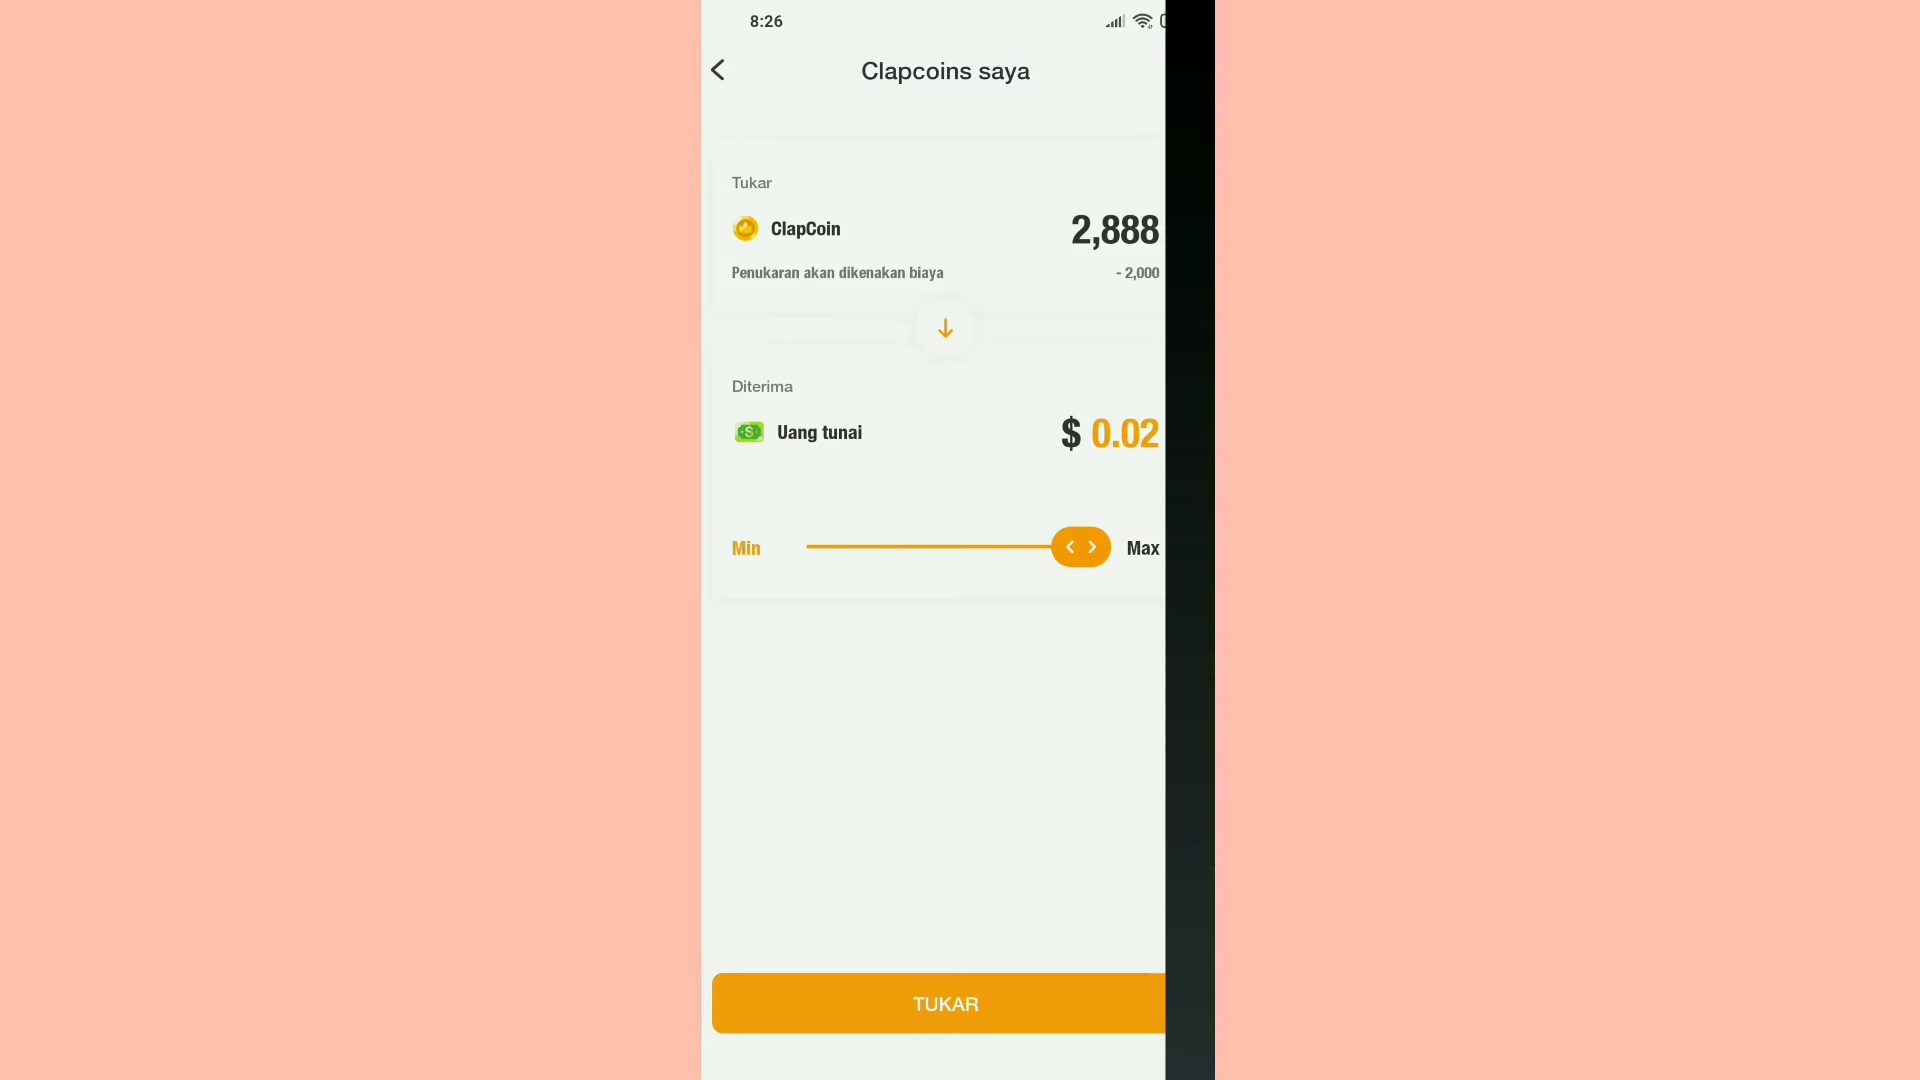 8:26
Clapcoins saya
Tukar
ClapCoin 2,888
Penukaran akan dikenakan biaya - 2,000
Diterima
Uang tunai $ 0.02
Min Max
TUKAR